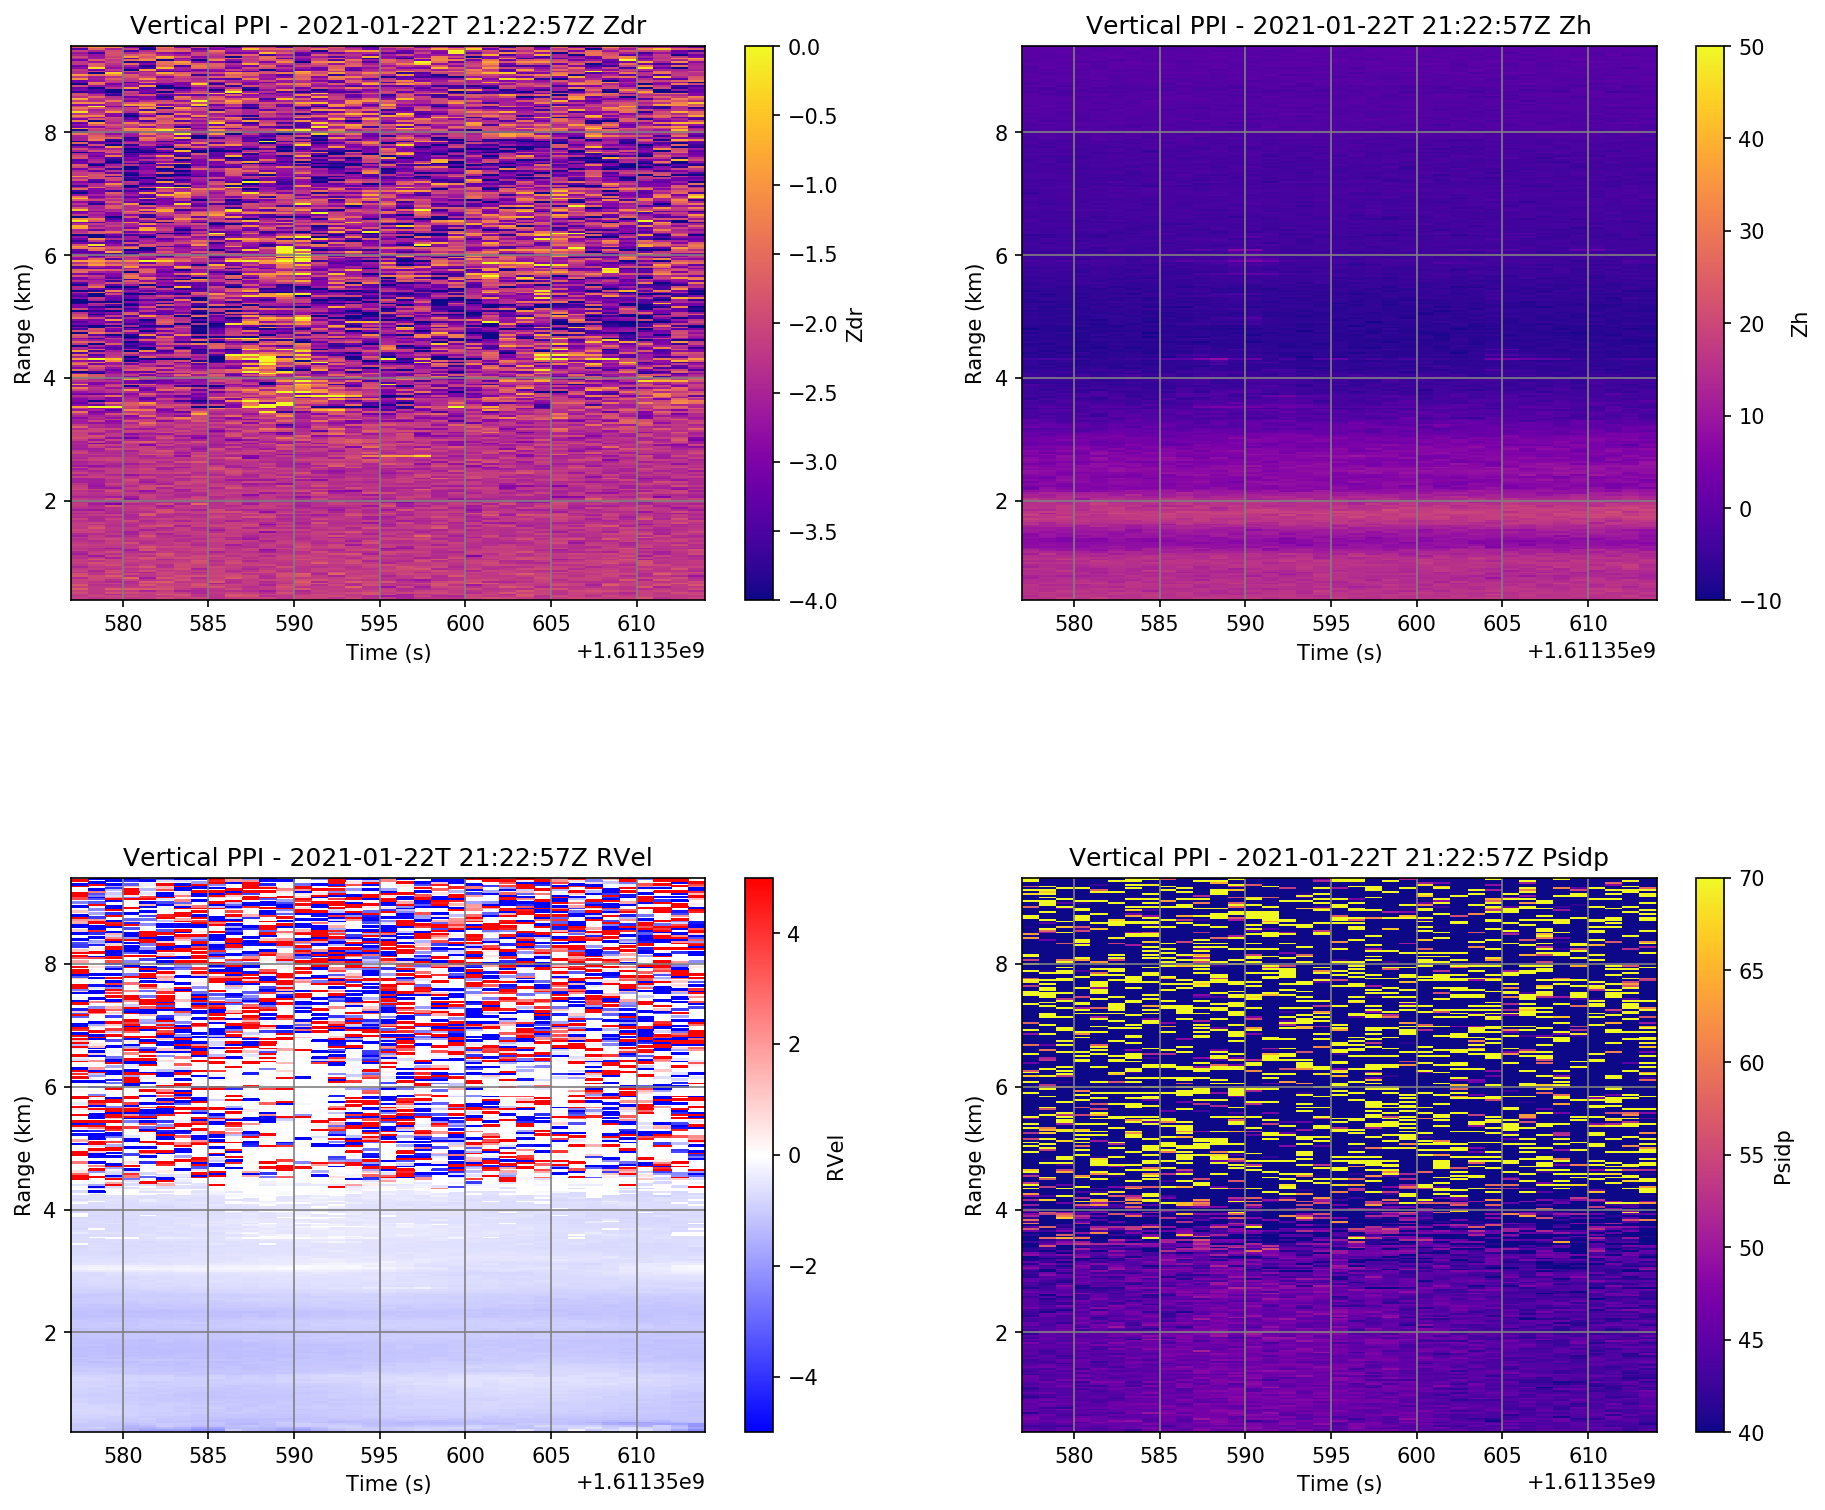 Vertical PPI - 2021-01-22T 21:22:57Z Zdr
Range (km)
8
6
4
2
580 585 590 595 600 605 610
Time (s)
+1.61135e9
0.0
−0.5
−1.0
−1.5
−2.0
−2.5
−3.0
−3.5
−4.0
Zdr
Vertical PPI - 2021-01-22T 21:22:57Z Zh
Range (km)
8
6
4
2
580 585 590 595 600 605 610
Time (s)
+1.61135e9
50
40
30
20
10
0
−10
Zh
Vertical PPI - 2021-01-22T 21:22:57Z RVel
Range (km)
8
6
4
2
580 585 590 595 600 605 610
Time (s)
+1.61135e9
4
2
0
−2
−4
RVel
Vertical PPI - 2021-01-22T 21:22:57Z Psidp
Range (km)
8
6
4
2
580 585 590 595 600 605 610
Time (s)
+1.61135e9
70
65
60
55
50
45
40
Psidp